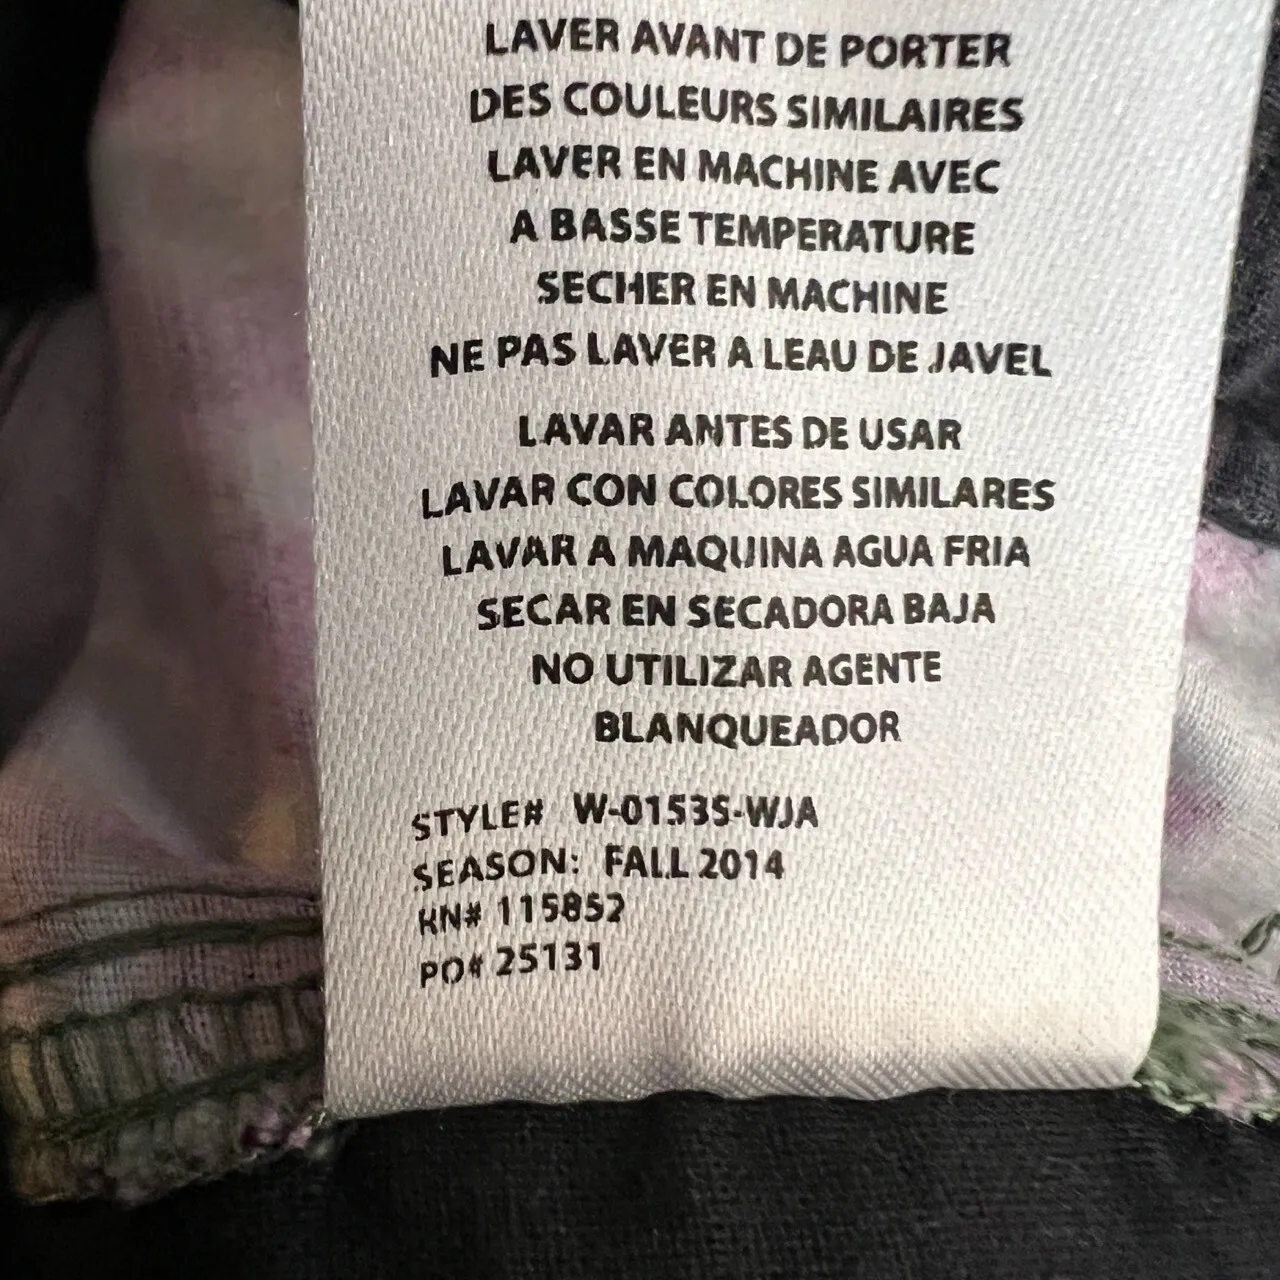 LAVER AVANT DE PORTER
DES COULEURS SIMILAIRES
LAVER EN MACHINE AVEC
A BASSE TEMPERATURE
SECHER EN MACHINE
NE PAS LAVER A LEAU DE JAVEL
LAVAR ANTES DE USAR
LAVAR CON COLORES SIMILARES
LAVAR A MAQUINA AGUA FRIA
SECAR EN SECADORA BAJA
NO UTILIZAR AGENTE
BLANQUEADOR
STYLE# W-0153S-WJA
SEASON: FALL 2014
RN# 115852
PO# 25131